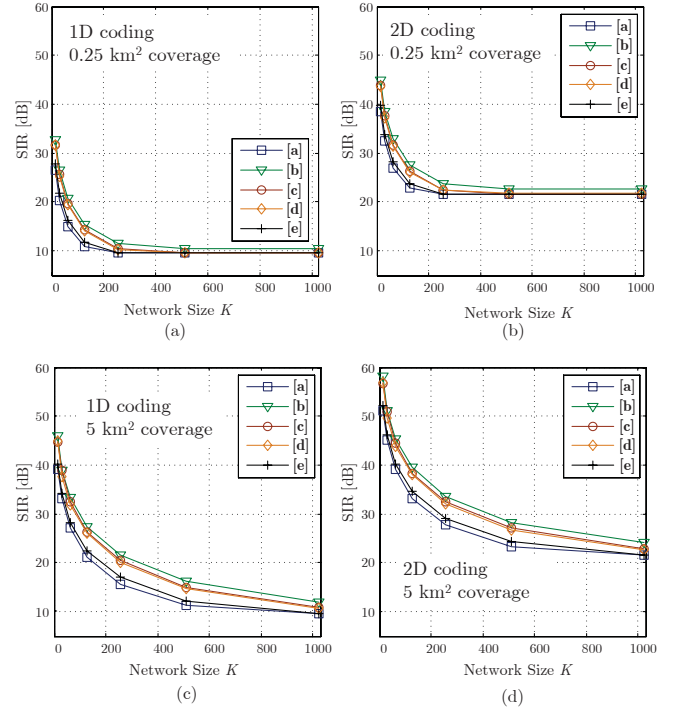 60
50
40
30
20
10
SIR [dB]
1D coding
0.25 km² coverage
[a]
[b]
[c]
[d]
[e]
0 200 400 600 800 1000
Network Size K
(a)
60
50
40
30
20
10
SIR [dB]
2D coding
0.25 km² coverage
[a]
[b]
[c]
[d]
[e]
0 200 400 600 800 1000
Network Size K
(b)
60
50
40
30
20
10
SIR [dB]
1D coding
5 km² coverage
[a]
[b]
[c]
[d]
[e]
0 200 400 600 800 1000
Network Size K
(c)
60
50
40
30
20
10
SIR [dB]
[a]
[b]
[c]
[d]
[e]
2D coding
5 km² coverage
0 200 400 600 800 1000
Network Size K
(d)